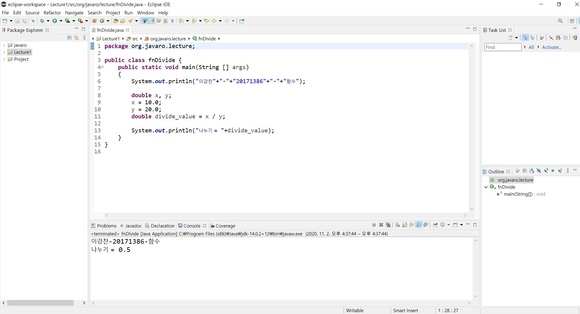 eclipse-workspace - Lecture1/src/org/javaro/lecture/fnDivide.java - Eclipse IDE
File Edit Source Refactor Navigate Search Project Run Window Help
Package Explorer
javaro
Lecture1
Project
fnDivide.java
Lecture1 src org.javaro.lecture fnDivide
1 package org.javaro.lecture;
2
3 public class fnDivide {
4 public static void main(String [] args)
5 {
6 System.out.println("이강찬"+"-"+"20171386"+"-"+"함수");
7
8 double x, y;
9 x = 10.0;
10 y = 20.0;
11 double divide_value = x / y;
12
13 System.out.println("나누기 = "+divide_value);
14 }
15 }
16
Task List
Find All Activate...
Outline
org.javaro.lecture
fnDivide
main(String[]) : void
Problems Javadoc Declaration Console Coverage
<terminated> fnDivide [Java Application] C:\Program Files (x86)\Java\jdk-14.0.2+12\bin\javaw.exe (2020. 11. 2. 오후 4:37:44 – 오후 4:37:44)
이강찬-20171386-함수
나누기 = 0.5
Writable Smart Insert 1 : 28 : 27